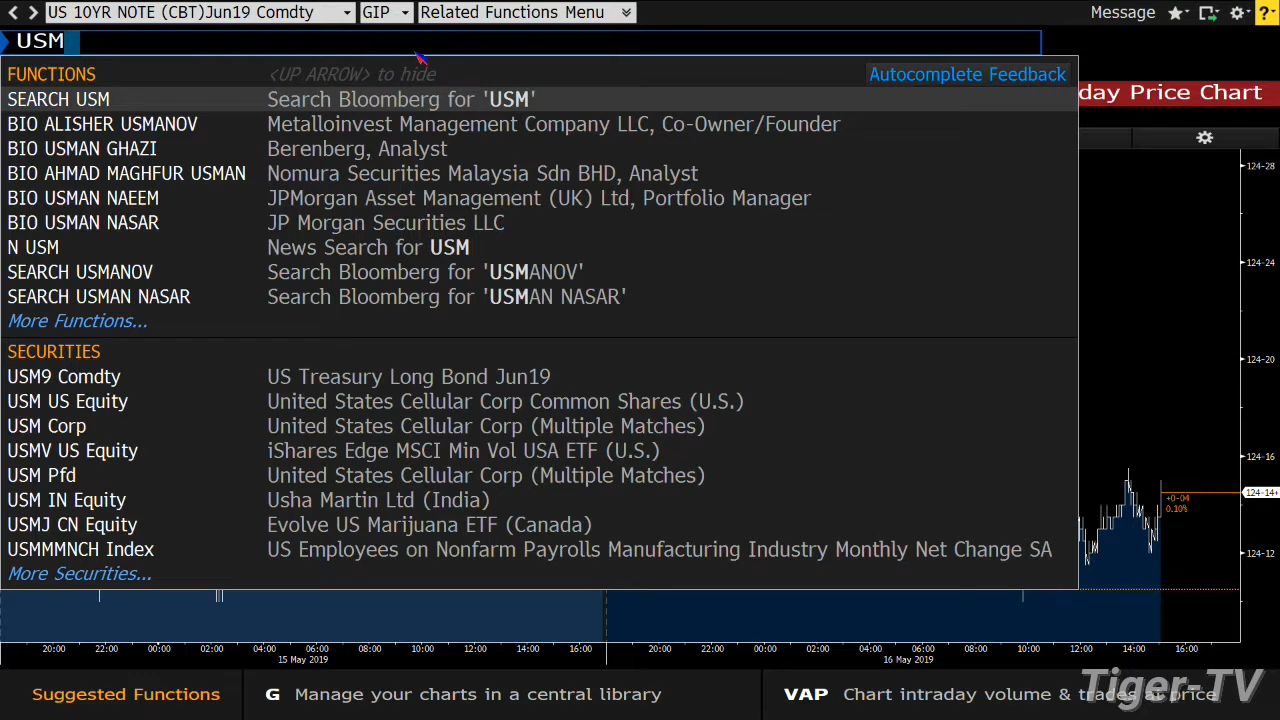 US 10YR NOTE (CBT)Jun19 Comdty GIP Related Functions Menu Message ?
USM
FUNCTIONS <UP ARROW> to hide Autocomplete Feedback
day Price Chart
SEARCH USM Search Bloomberg for 'USM'
BIO ALISHER USMANOV Metalloinvest Management Company LLC, Co-Owner/Founder
BIO USMAN GHAZI Berenberg, Analyst
BIO AHMAD MAGHFUR USMAN Nomura Securities Malaysia Sdn BHD, Analyst
BIO USMAN NAEEM JPMorgan Asset Management (UK) Ltd, Portfolio Manager
BIO USMAN NASAR JP Morgan Securities LLC
N USM News Search for USM
SEARCH USMANOV Search Bloomberg for 'USMANOV'
SEARCH USMAN NASAR Search Bloomberg for 'USMAN NASAR'
More Functions...
SECURITIES
USM9 Comdty US Treasury Long Bond Jun19
USM US Equity United States Cellular Corp Common Shares (U.S.)
USM Corp United States Cellular Corp (Multiple Matches)
USMV US Equity iShares Edge MSCI Min Vol USA ETF (U.S.)
USM Pfd United States Cellular Corp (Multiple Matches)
USM IN Equity Usha Martin Ltd (India)
USMJ CN Equity Evolve US Marijuana ETF (Canada)
USMMMNCH Index US Employees on Nonfarm Payrolls Manufacturing Industry Monthly Net Change SA
More Securities...
124-28
124-24
124-20
124-16
124-14+
+0-04
0.10%
124-12
20:00 22:00 00:00 02:00 04:00 06:00 08:00 10:00 12:00 14:00 16:00 20:00 22:00 00:00 02:00 04:00 06:00 08:00 10:00 12:00 14:00 16:00
15 May 2019 16 May 2019
Suggested Functions G Manage your charts in a central library VAP Chart intraday volume & trades at price
Tiger-TV